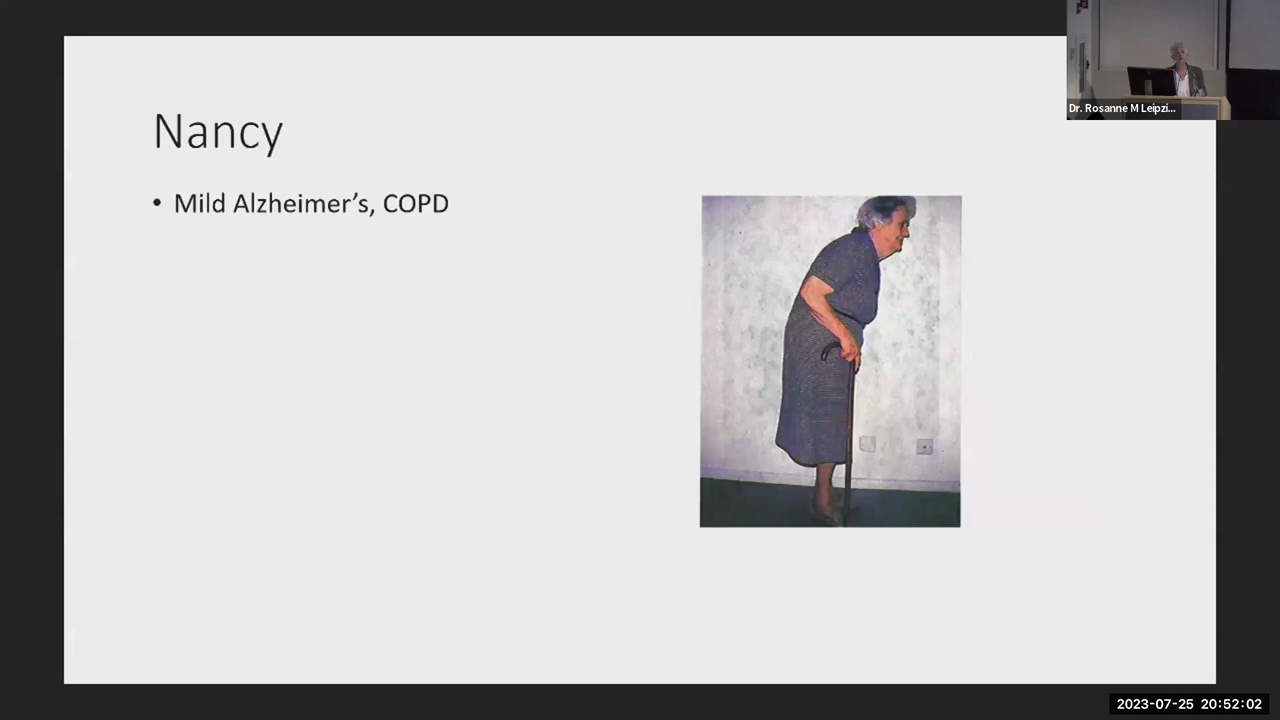 Nancy
• Mild Alzheimer’s, COPD
Dr. Rosanne M Leipzi...
2023-07-25 20:52:02